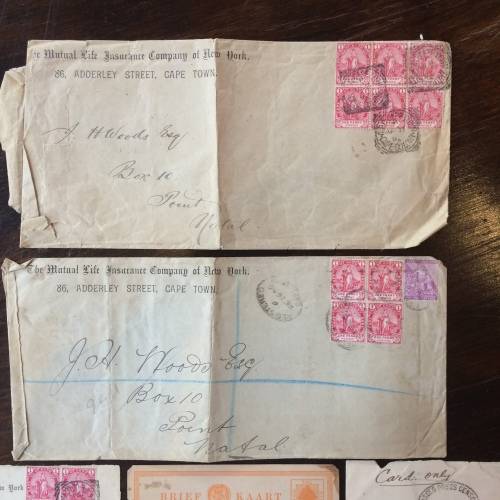 The Mutual Life Insurance Company of New York.
86, ADDERLEY STREET, CAPE TOWN.
J. H Woods Esq
Box 10
Point
Natal
The Mutual Life Insurance Company of New York.
86, ADDERLEY STREET, CAPE TOWN.
J. H. Woods Esq
Box 10
Point
Natal
New York
BRIEF KAART
Card only